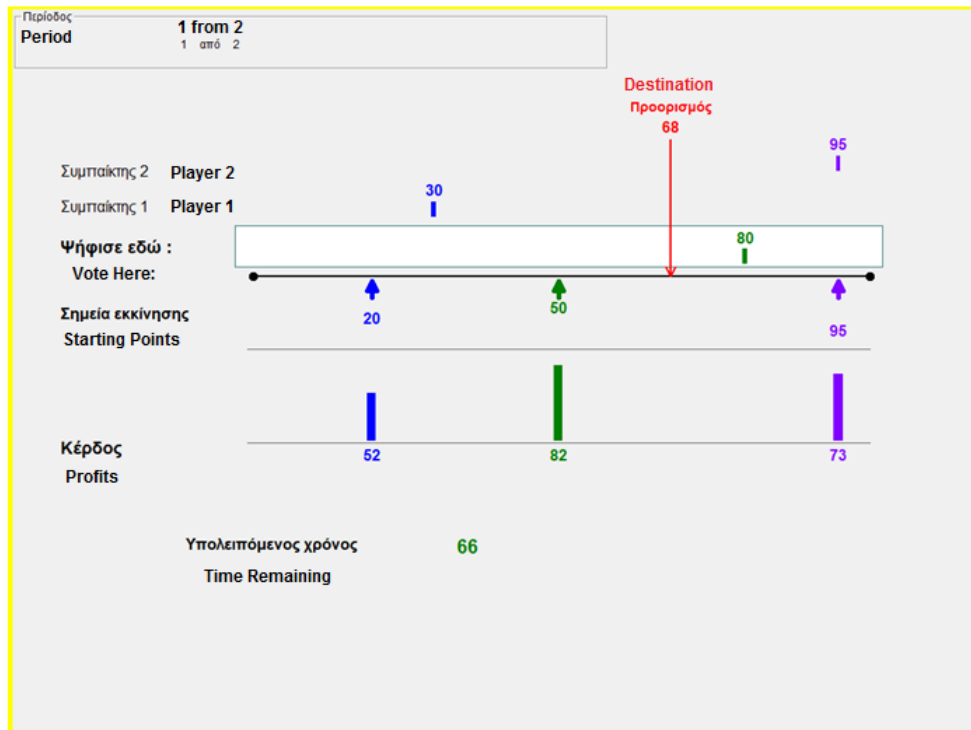 Περίοδος
Period 1 from 2
1 από 2
Destination
Προορισμός
68
95
Συμπαίκτης 2 Player 2
30
Συμπαίκτης 1 Player 1
80
Ψήφισε εδώ :
Vote Here:
Σημεία εκκίνησης
20 50 95
Starting Points
Κέρδος
52 82 73
Profits
Υπολειπόμενος χρόνος 66
Time Remaining